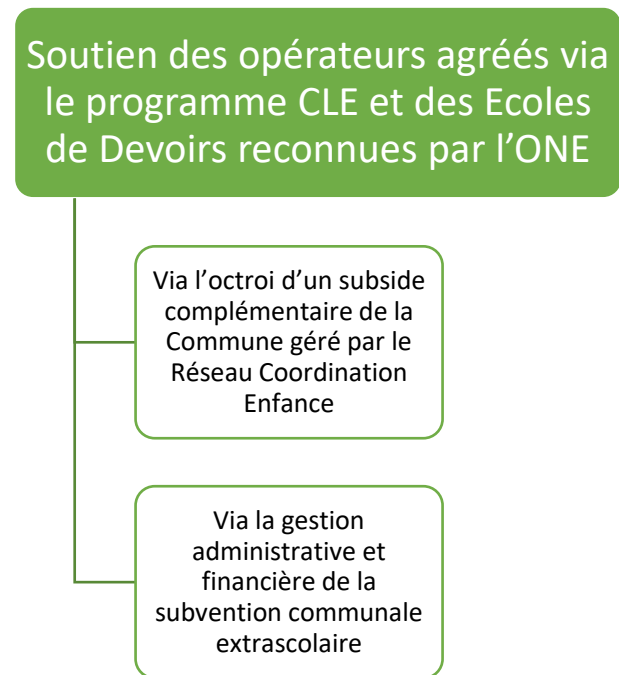 Soutien des opérateurs agréés via
le programme CLE et des Ecoles
de Devoirs reconnues par l’ONE
Via l’octroi d’un subside
complémentaire de la
Commune géré par le
Réseau Coordination
Enfance
Via la gestion
administrative et
financière de la
subvention communale
extrascolaire